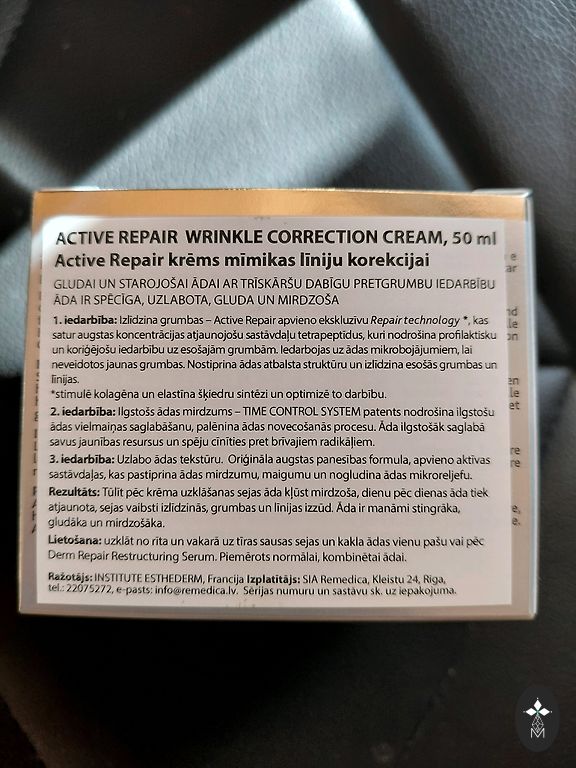 ACTIVE REPAIR WRINKLE CORRECTION CREAM, 50 ml
Active Repair krēms mīmikas līniju korekcijai
GLUDAI UN STAROJOŠAI ĀDAI AR TRĪSKĀRŠU DABĪGU PRETGRUMBU IEDARBĪBU
ĀDA IR SPĒCĪGA, UZLABOTA, GLUDA UN MIRDZOŠA
1. iedarbība: Izlīdzina grumbas – Active Repair apvieno ekskluzīvu Repair technology *, kas
satur augstas koncentrācijas atjaunojošu sastāvdaļu tetrapeptīdus, kuri nodrošina profilaktisku
un koriģējošu iedarbību uz esošajām grumbām. Iedarbojas uz ādas mikrobojājumiem, lai
neveidotos jaunas grumbas. Nostiprina ādas atbalsta struktūru un izlīdzina esošās grumbas un
līnijas.
*stimulē kolagēna un elastīna šķiedru sintēzi un optimizē to darbību.
2. iedarbība: Ilgstošs ādas mirdzums – TIME CONTROL SYSTEM patents nodrošina ilgstošu
ādas vielmaiņas saglabāšanu, palēnina ādas novecošanās procesu. Āda ilgstošāk saglabā
savus jaunības resursus un spēju cīnīties pret brīvajiem radikāļiem.
3. iedarbība: Uzlabo ādas tekstūru. Oriģināla augstas panesības formula, apvieno aktīvas
sastāvdaļas, kas pastiprina ādas mirdzumu, maigumu un nogludina ādas mikroreljefu.
Rezultāts: Tūlīt pēc krēma uzklāšanas sejas āda kļūst mirdzoša, dienu pēc dienas āda tiek
atjaunota, sejas vaibsti izlīdzinās, grumbas un līnijas izzūd. Āda ir manāmi stingrāka,
gludāka un mirdzošāka.
Lietošana: uzklāt no rīta un vakarā uz tīras sausas sejas un kakla ādas vienu pašu vai pēc
Derm Repair Restructuring Serum. Piemērots normālai, kombinētai ādai.
Ražotājs: INSTITUTE ESTHEDERM, Francija Izplatītājs: SIA Remedica, Kleistu 24, Rīga,
tel.: 22075272, e-pasts: info@remedica.lv. Sērijas numuru un sastāvu sk. uz iepakojuma.